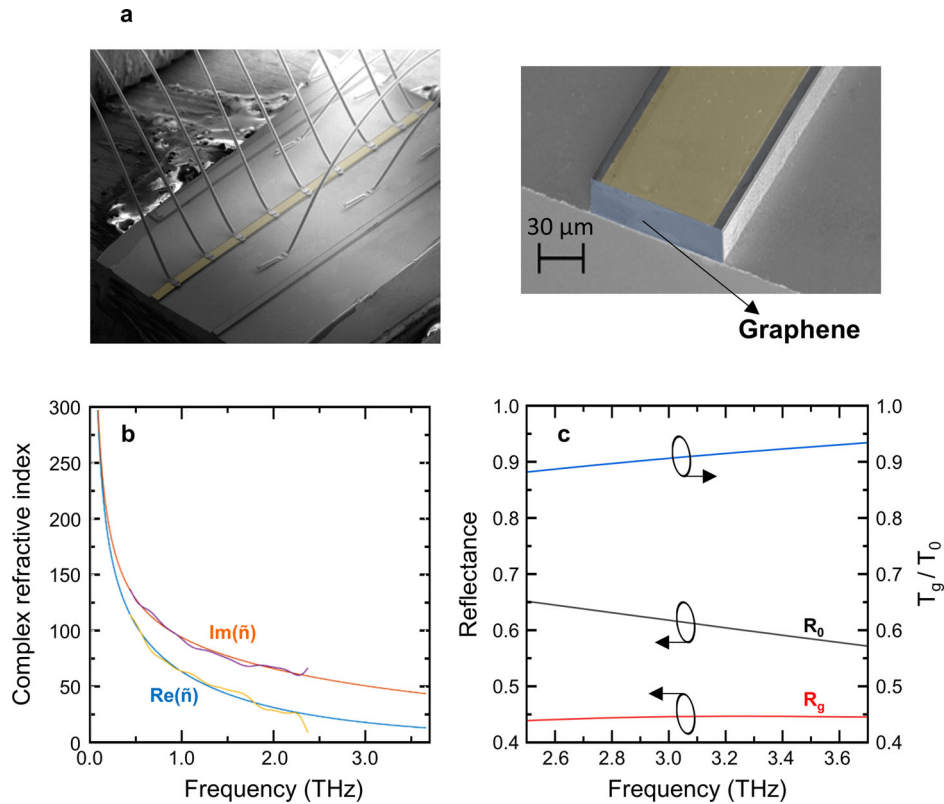 a
30 μm
Graphene
b
Complex refractive index
300
250
200
150
100
50
0
Im(ñ)
Re(ñ)
0.0 1.0 2.0 3.0
Frequency (THz)
c
Reflectance
1.0
0.9
0.8
0.7
0.6
0.5
0.4
R0
Rg
1.0
0.9
0.8
0.7
0.6
0.5
0.4
Tg / T0
2.6 2.8 3.0 3.2 3.4 3.6
Frequency (THz)